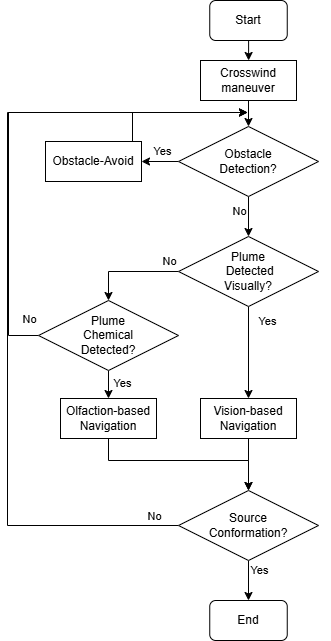 Start
Crosswind
maneuver
Obstacle
Detection?
Yes
Obstacle-Avoid
No
Plume
Detected
Visually?
No
Yes
Plume
Chemical
Detected?
No
Yes
Olfaction-based
Navigation
Vision-based
Navigation
Source
Conformation?
No
Yes
End